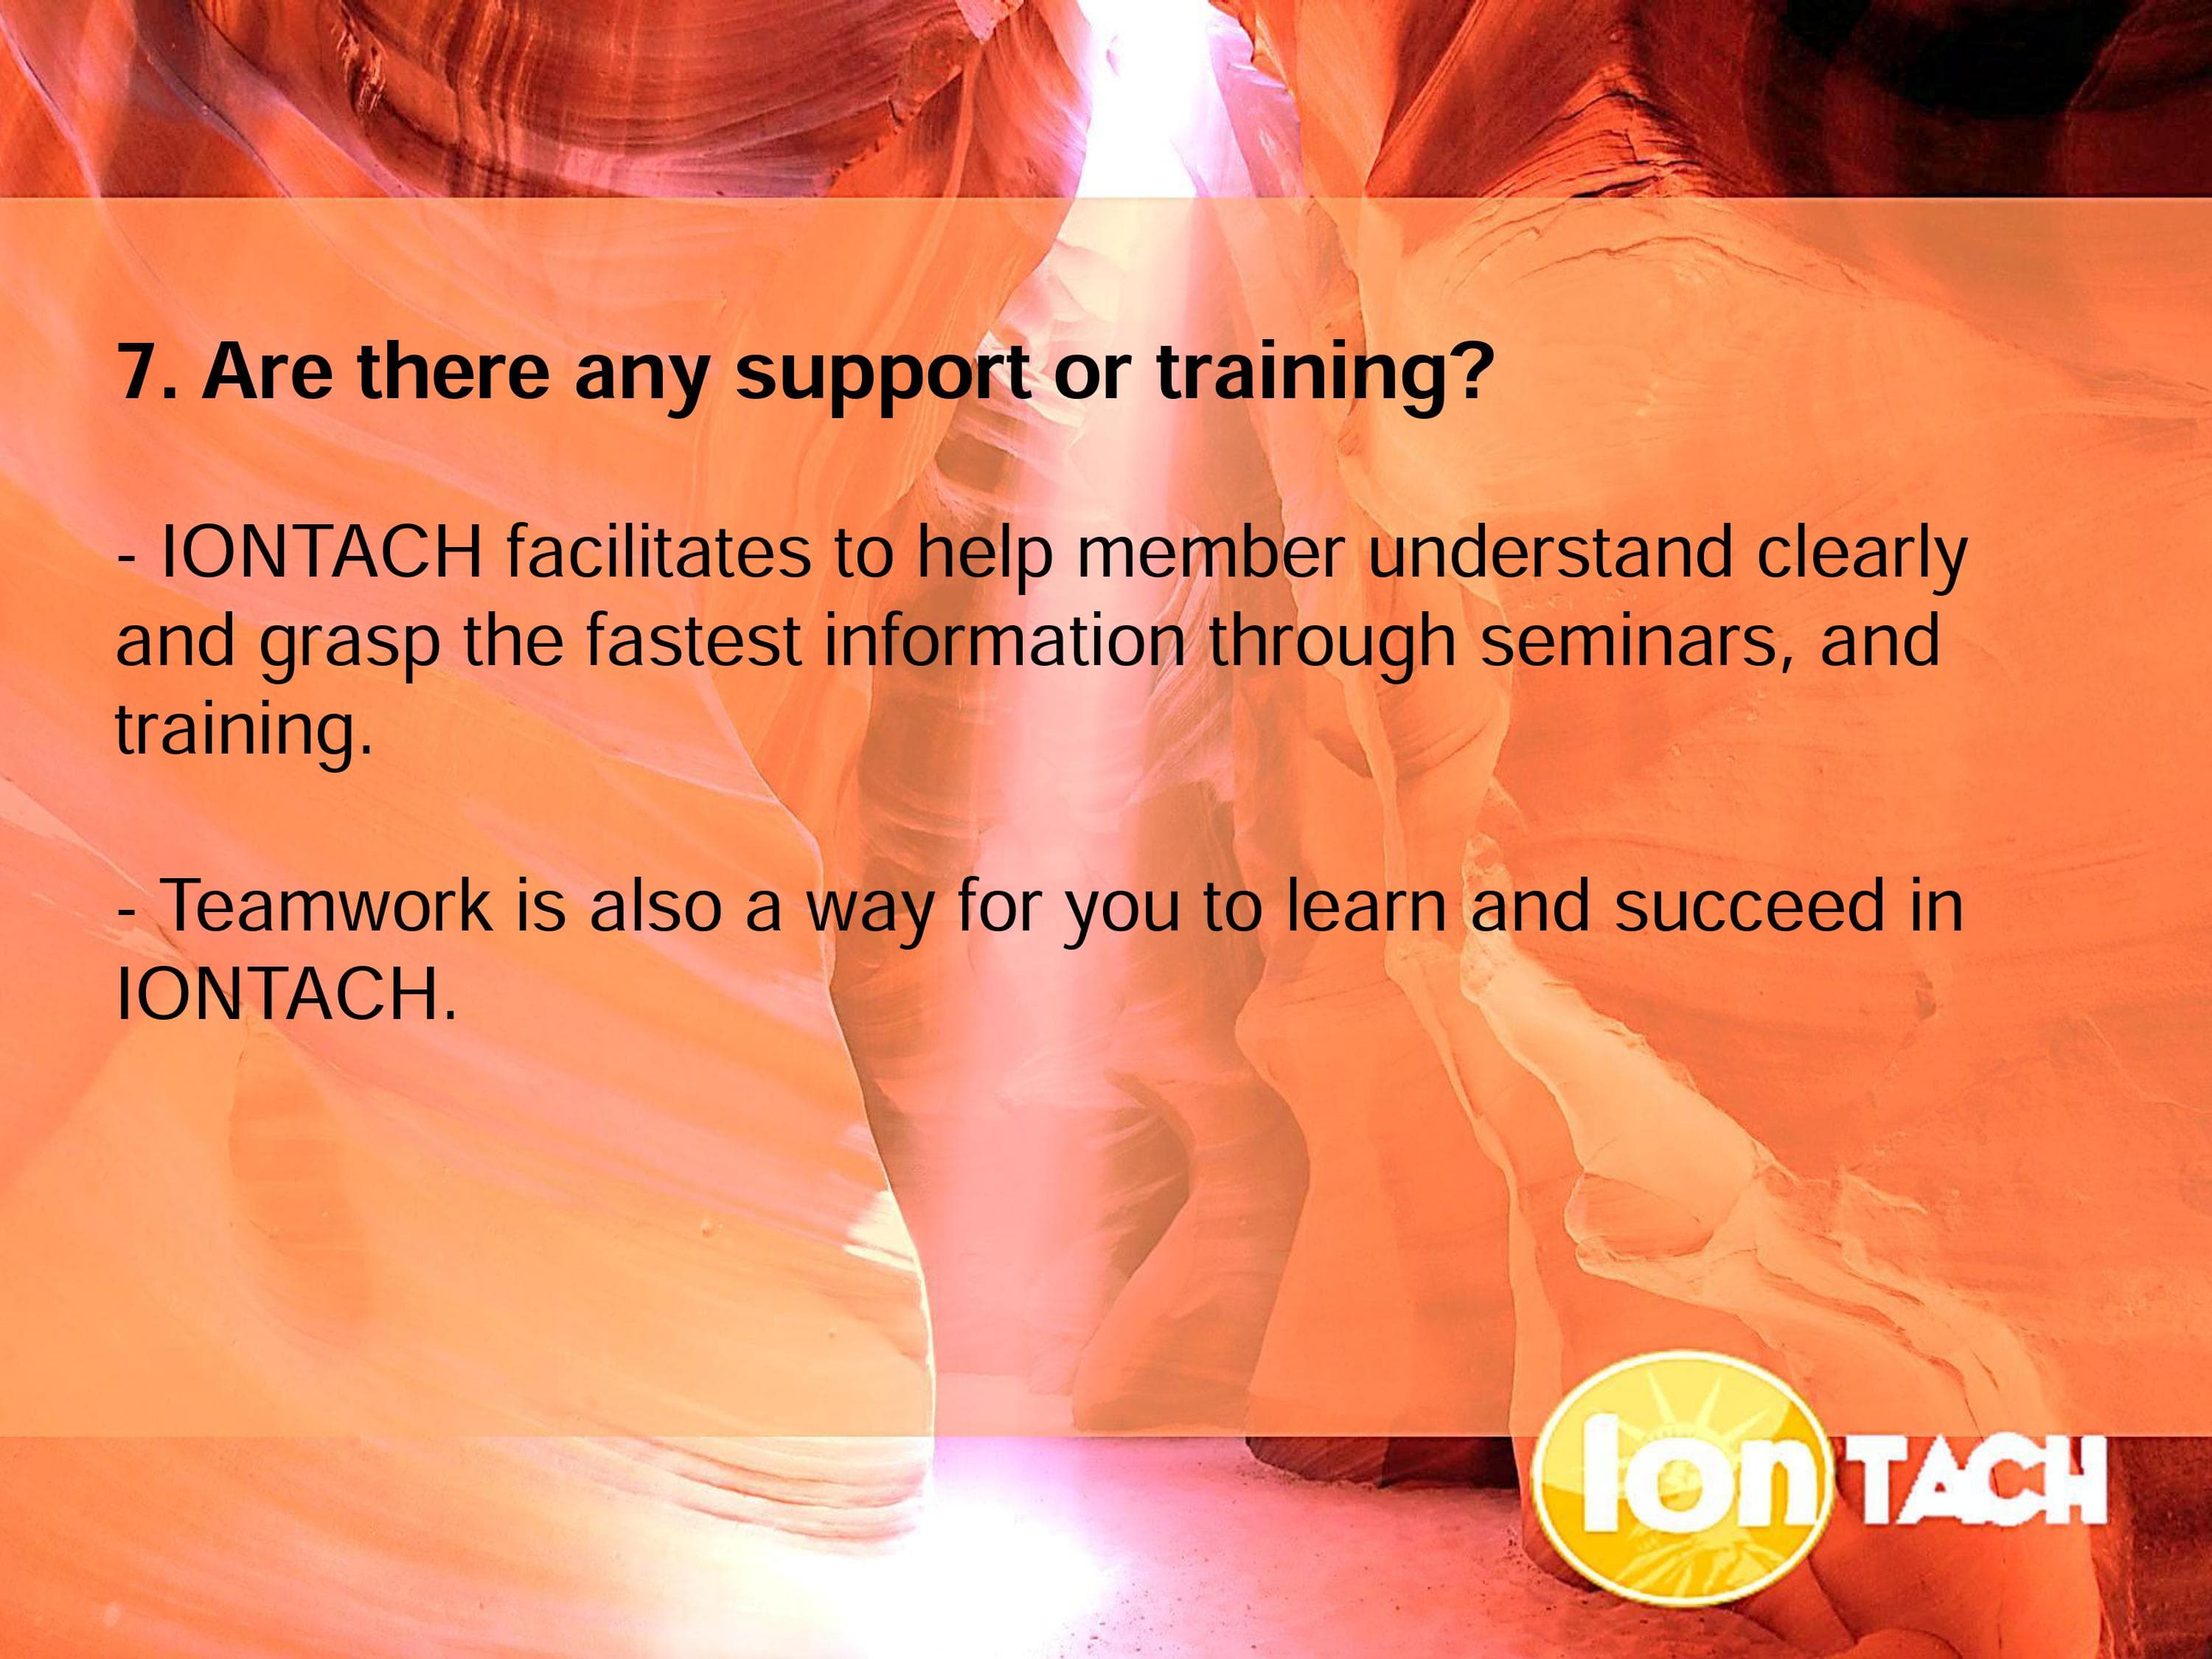 7. Are there any support or training?
- IONTACH facilitates to help member understand clearly
and grasp the fastest information through seminars, and
training.
- Teamwork is also a way for you to learn and succeed in
IONTACH.
Ion TACH